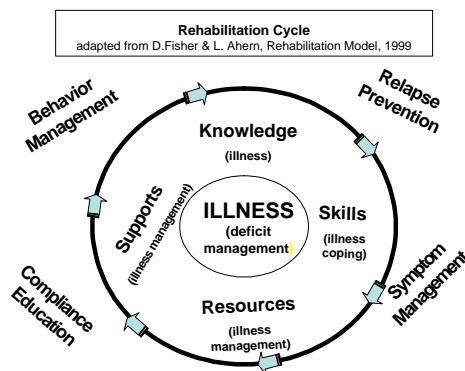 Rehabilitation Cycle
adapted from D.Fisher & L. Ahern, Rehabilitation Model, 1999
Behavior
Management
Relapse
Prevention
Knowledge
(illness)
Supports
(illness management)
ILLNESS
(deficit
management)
Skills
(illness
coping)
Resources
(illness
management)
Compliance
Education
Symptom
Management